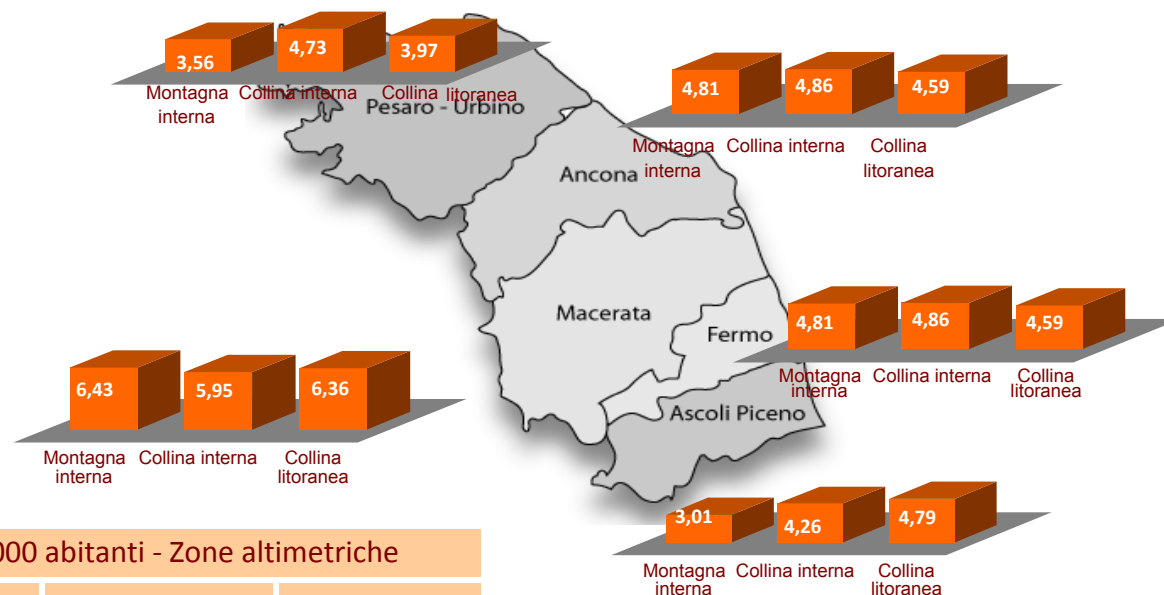 3,56 4,73 3,97
Montagna Collina interna Collina litoranea
interna
Pesaro - Urbino
4,81 4,86 4,59
Montagna Collina interna Collina
interna litoranea
Ancona
Macerata
Fermo
4,81 4,86 4,59
Montagna Collina interna Collina
interna litoranea
6,43 5,95 6,36
Montagna Collina interna Collina
interna litoranea
Ascoli Piceno
3,01 4,26 4,79
Montagna Collina interna Collina
interna litoranea
000 abitanti - Zone altimetriche